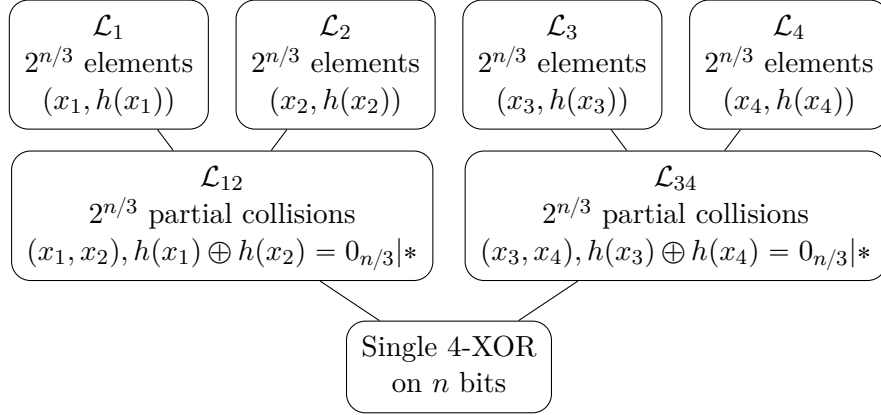 ℒ₁
2^{n/3} elements
(x₁, h(x₁))
ℒ₂
2^{n/3} elements
(x₂, h(x₂))
ℒ₃
2^{n/3} elements
(x₃, h(x₃))
ℒ₄
2^{n/3} elements
(x₄, h(x₄))
ℒ₁₂
2^{n/3} partial collisions
(x₁, x₂), h(x₁) ⊕ h(x₂) = 0_{n/3}|*
ℒ₃₄
2^{n/3} partial collisions
(x₃, x₄), h(x₃) ⊕ h(x₄) = 0_{n/3}|*
Single 4-XOR
on n bits